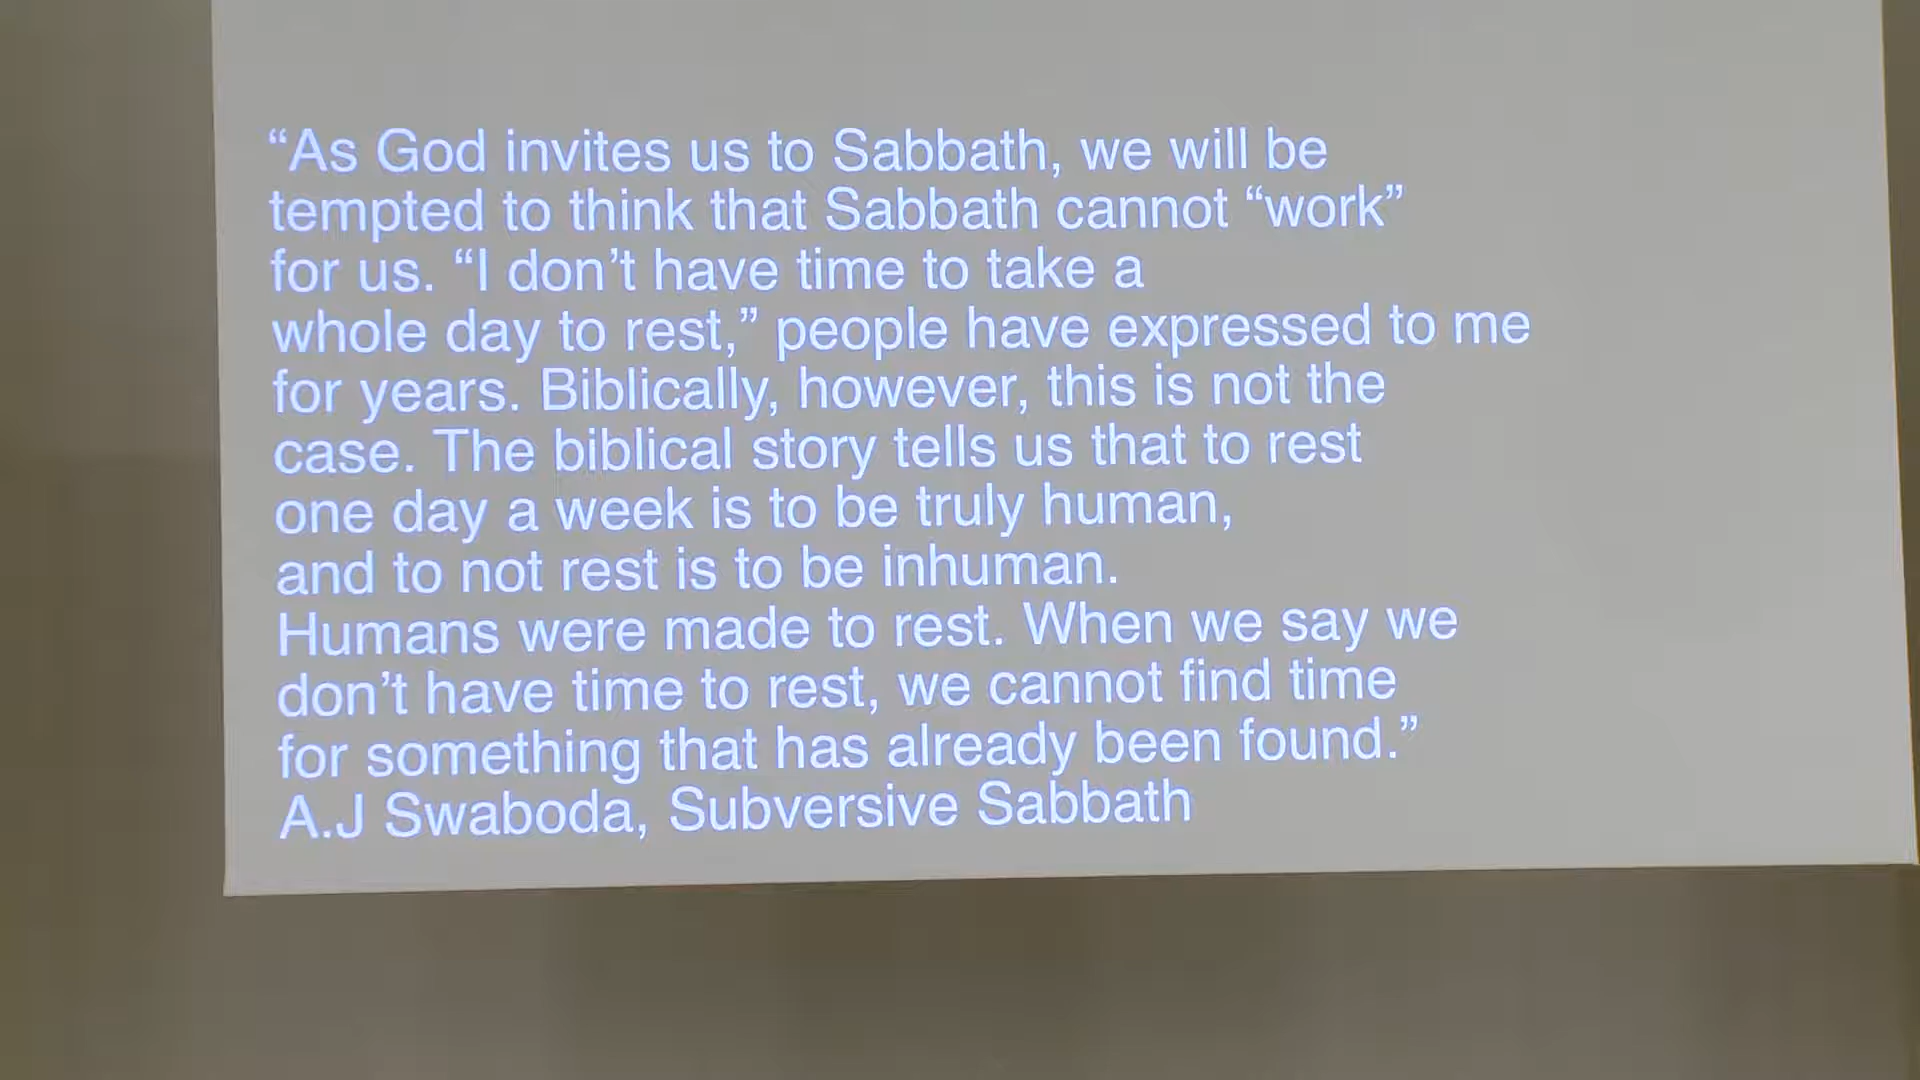 “As God invites us to Sabbath, we will be
tempted to think that Sabbath cannot “work”
for us. “I don’t have time to take a
whole day to rest,” people have expressed to me
for years. Biblically, however, this is not the
case. The biblical story tells us that to rest
one day a week is to be truly human,
and to not rest is to be inhuman.
Humans were made to rest. When we say we
don’t have time to rest, we cannot find time
for something that has already been found.”
A.J Swaboda, Subversive Sabbath